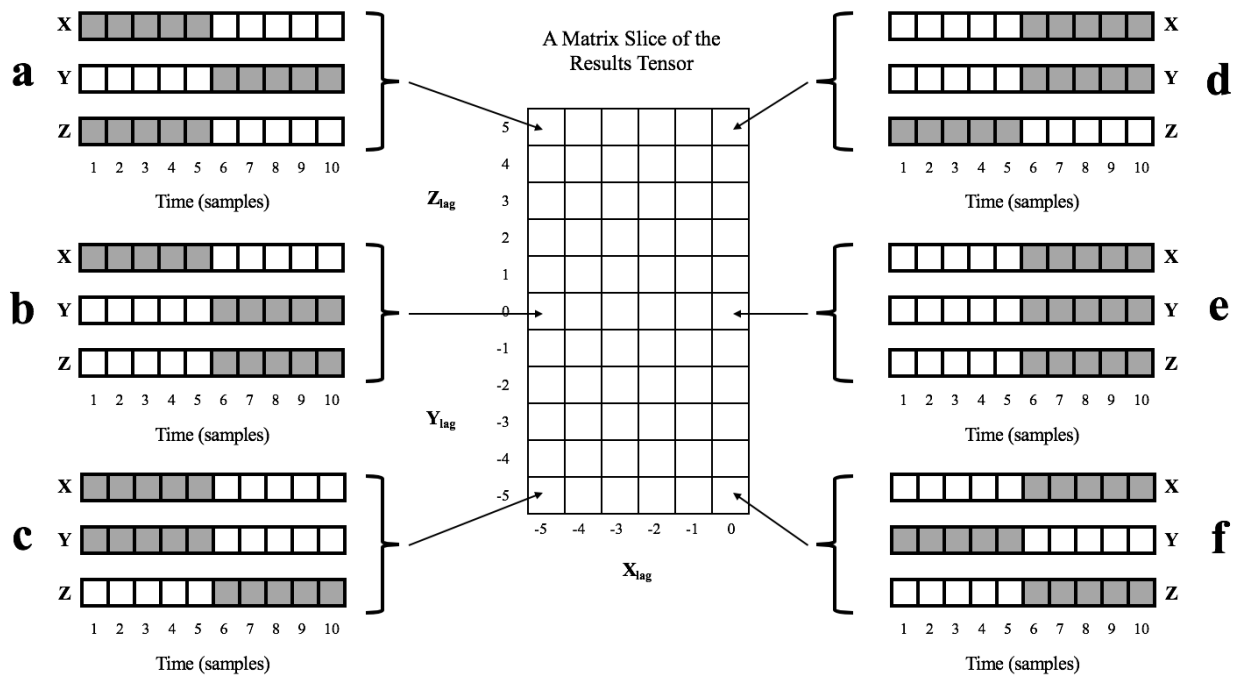 A Matrix Slice of the
Results Tensor
a
X
Y
Z
1 2 3 4 5 6 7 8 9 10
Time (samples)
b
X
Y
Z
1 2 3 4 5 6 7 8 9 10
Time (samples)
c
X
Y
Z
1 2 3 4 5 6 7 8 9 10
Time (samples)
5
4
Zlag 3
2
1
0
-1
-2
Ylag -3
-4
-5
-5 -4 -3 -2 -1 0
Xlag
d
X
Y
Z
1 2 3 4 5 6 7 8 9 10
Time (samples)
e
X
Y
Z
1 2 3 4 5 6 7 8 9 10
Time (samples)
f
X
Y
Z
1 2 3 4 5 6 7 8 9 10
Time (samples)